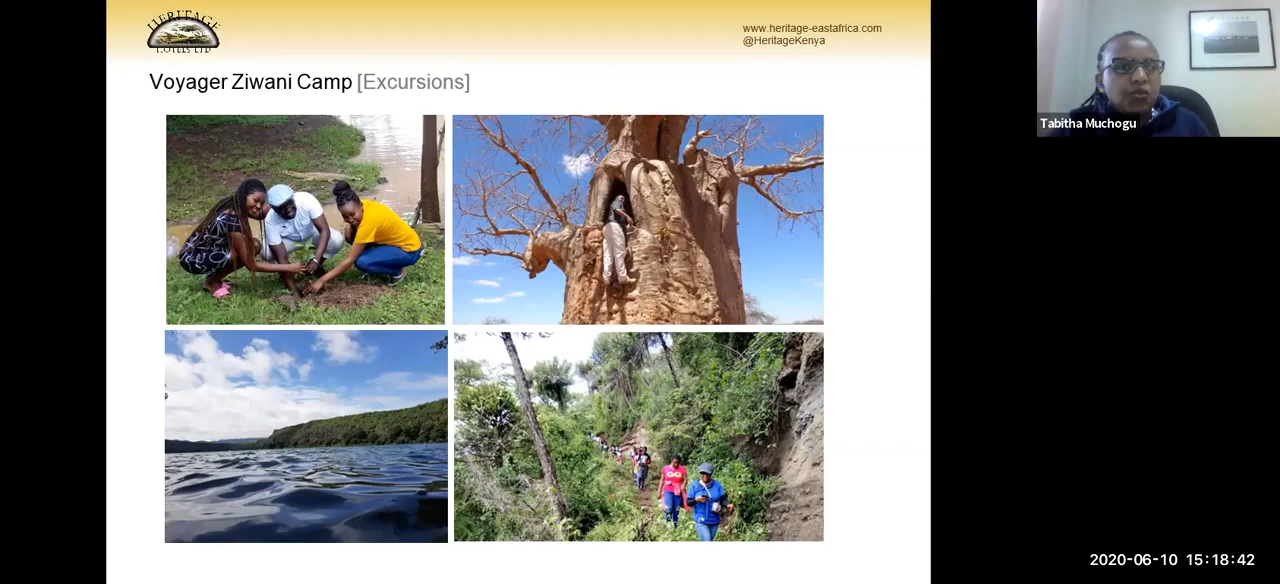 HERITAGE
HOTELS LTD
www.heritage-eastafrica.com
@HeritageKenya
Voyager Ziwani Camp [Excursions]
Tabitha Muchogu
2020-06-10 15:18:42